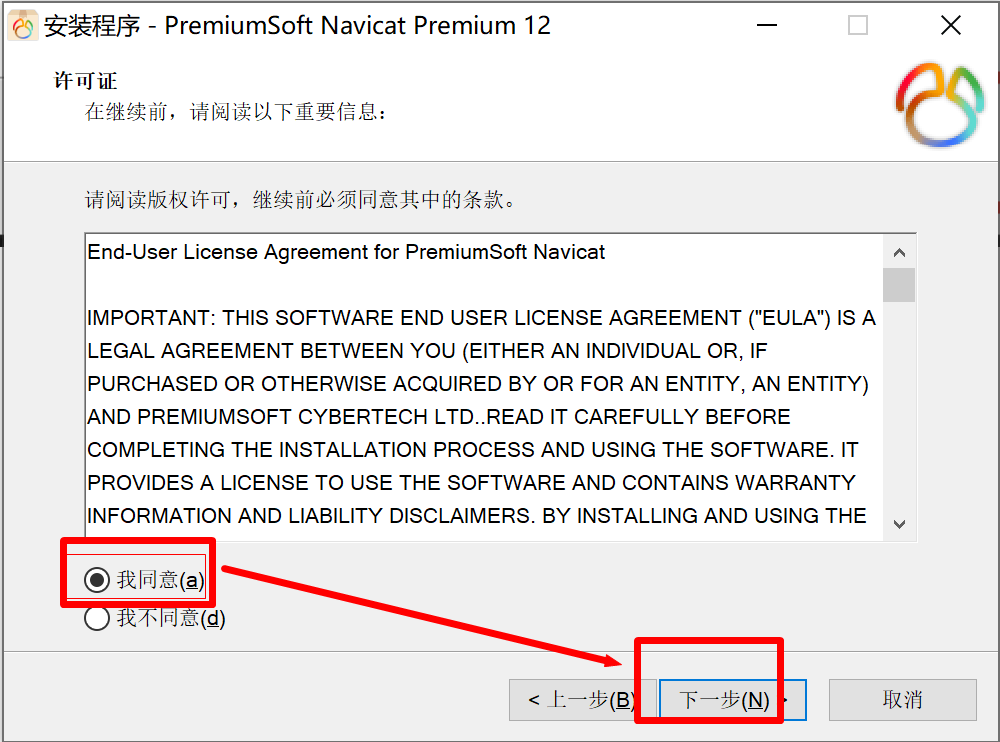 安装程序 - PremiumSoft Navicat Premium 12
许可证
在继续前，请阅读以下重要信息：
请阅读版权许可，继续前必须同意其中的条款。
End-User License Agreement for PremiumSoft Navicat
IMPORTANT: THIS SOFTWARE END USER LICENSE AGREEMENT ("EULA") IS A
LEGAL AGREEMENT BETWEEN YOU (EITHER AN INDIVIDUAL OR, IF
PURCHASED OR OTHERWISE ACQUIRED BY OR FOR AN ENTITY, AN ENTITY)
AND PREMIUMSOFT CYBERTECH LTD..READ IT CAREFULLY BEFORE
COMPLETING THE INSTALLATION PROCESS AND USING THE SOFTWARE. IT
PROVIDES A LICENSE TO USE THE SOFTWARE AND CONTAINS WARRANTY
INFORMATION AND LIABILITY DISCLAIMERS. BY INSTALLING AND USING THE
我同意(a)
我不同意(d)
< 上一步(B) 下一步(N) > 取消